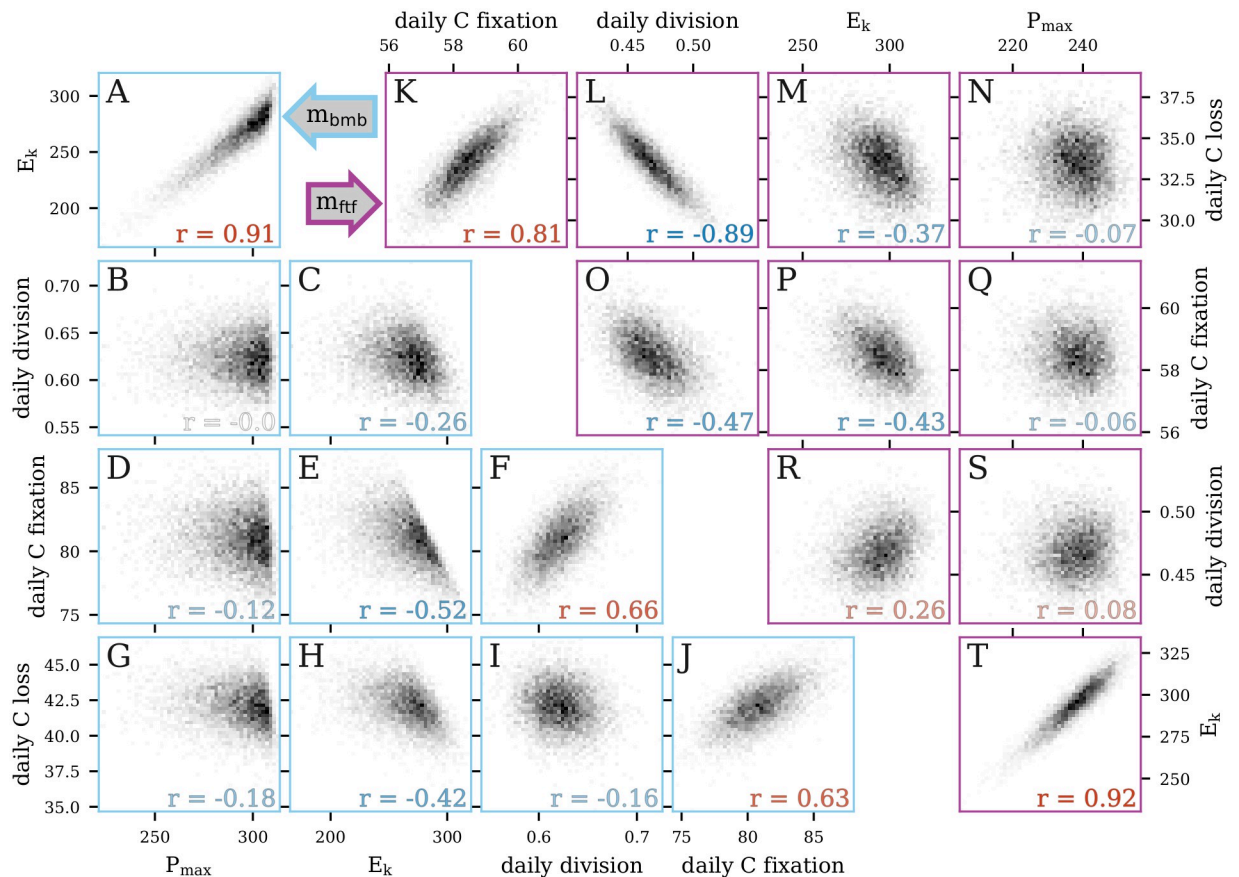 daily C fixation daily division E_k P_max
56 58 60 0.45 0.50 250 300 220 240
A K L M N
300 250 200
E_k
m_bmb
m_ftf
37.5 35.0 32.5 30.0
daily C loss
r = 0.91 r = 0.81 r = -0.89 r = -0.37 r = -0.07
B C O P Q
0.70 0.65 0.60 0.55
daily division
60 58 56
daily C fixation
r = -0.0 r = -0.26 r = -0.47 r = -0.43 r = -0.06
D E F R S
85 80 75
daily C fixation
0.50 0.45
daily division
r = -0.12 r = -0.52 r = 0.66 r = 0.26 r = 0.08
G H I J T
45.0 42.5 40.0 37.5 35.0
daily C loss
325 300 275 250
E_k
r = -0.18 r = -0.42 r = -0.16 r = 0.63 r = 0.92
250 300 200 300 0.6 0.7 75 80 85
P_max E_k daily division daily C fixation